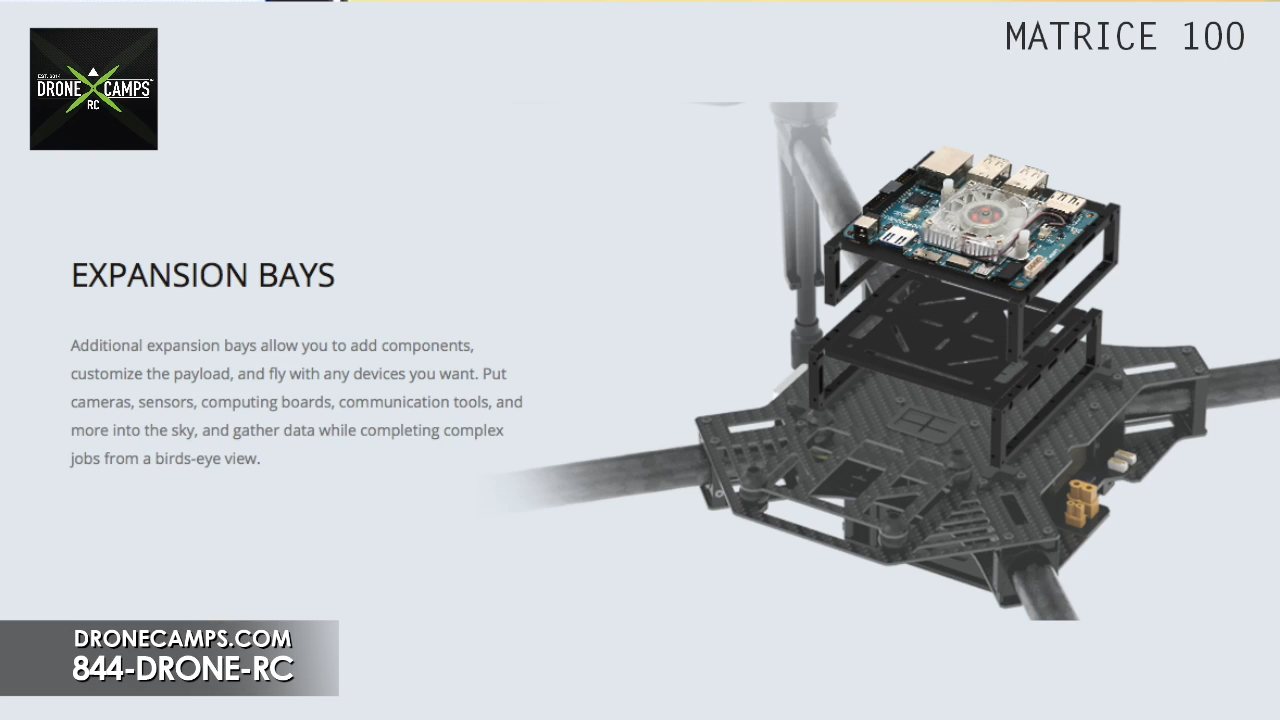 MATRICE 100
EST. 2014
DRONE CAMPS
RC
EXPANSION BAYS
Additional expansion bays allow you to add components,
customize the payload, and fly with any devices you want. Put
cameras, sensors, computing boards, communication tools, and
more into the sky, and gather data while completing complex
jobs from a birds-eye view.
DRONECAMPS.COM
844-DRONE-RC